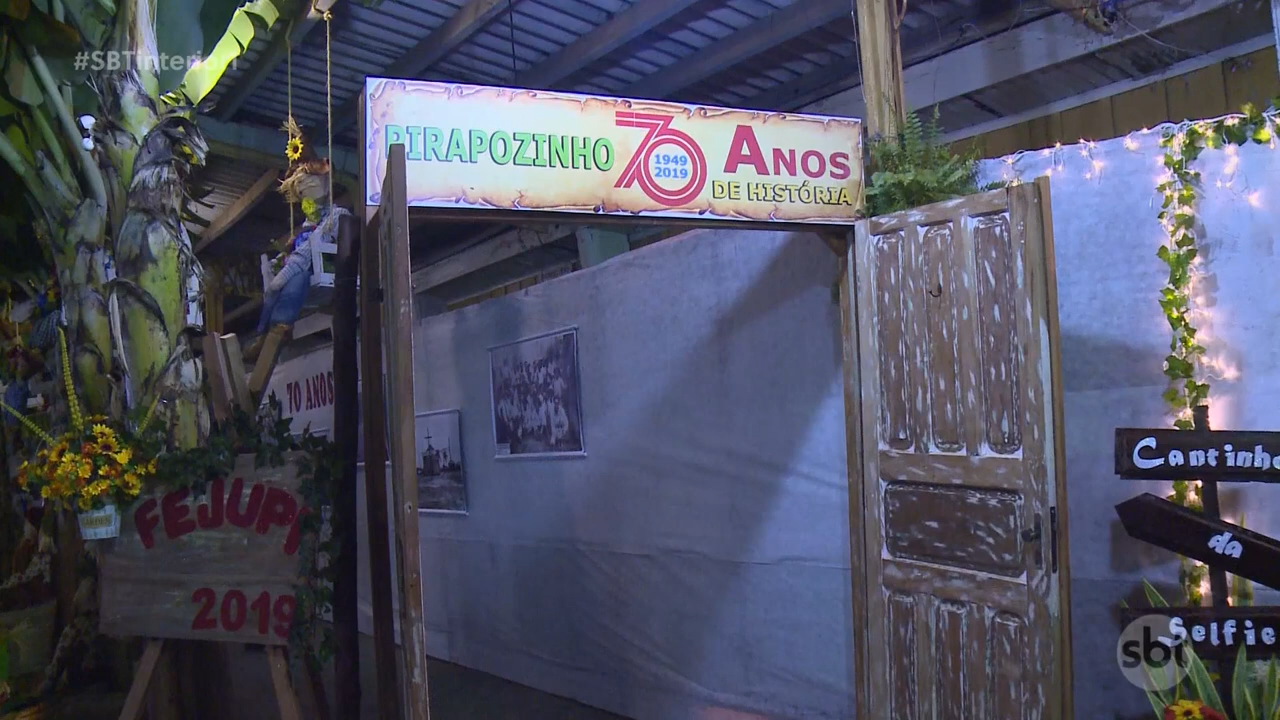 #SBTInterior
PIRAPOZINHO 70 ANOS
1949
2019
DE HISTÓRIA
70 ANOS
FEJUPI
2019
Cantinho
da
Selfie
sbt